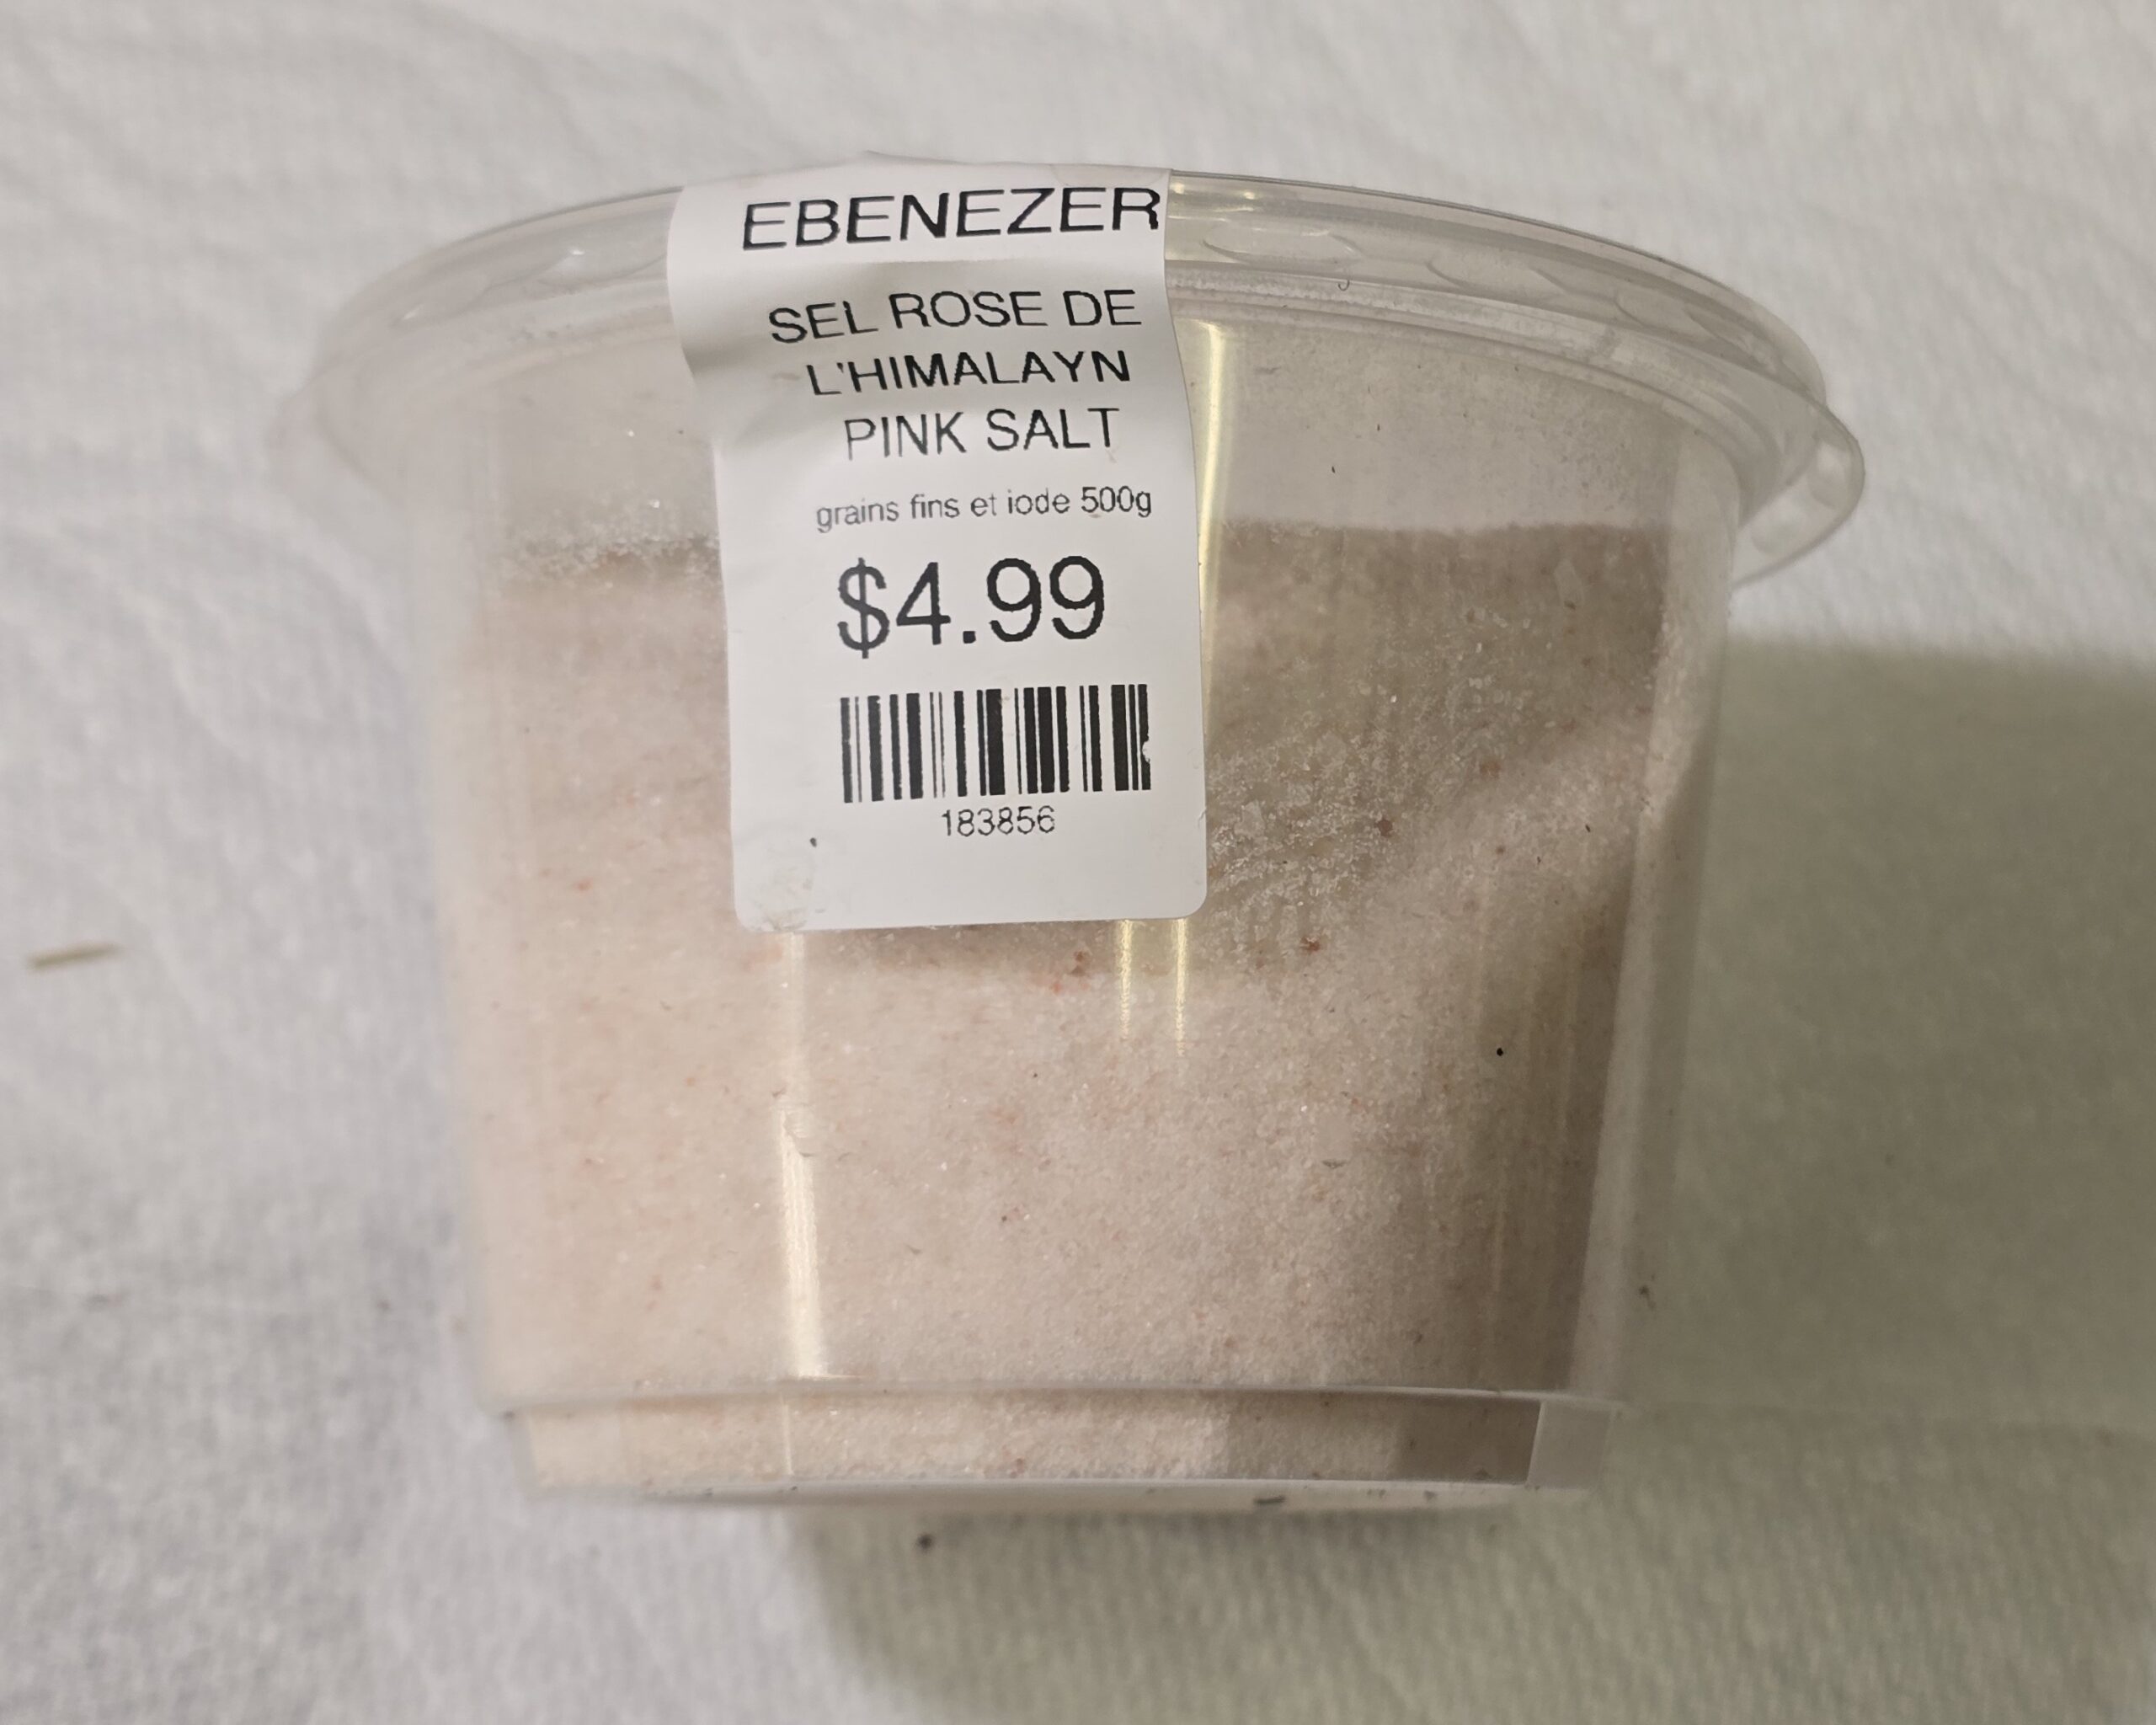 EBENEZER
SEL ROSE DE
L'HIMALAYN
PINK SALT
grains fins et iode 500g
$4.99
183856